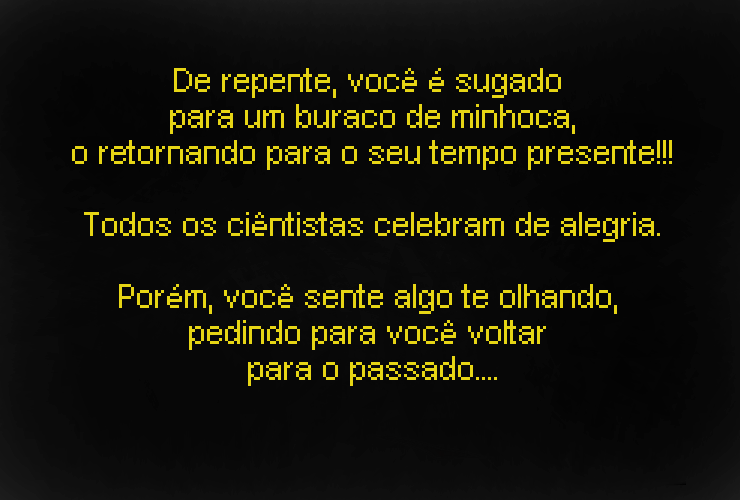 De repente, você é sugado
para um buraco de minhoca,
o retornando para o seu tempo presente!!!
Todos os ciêntistas celebram de alegria.
Porém, você sente algo te olhando,
pedindo para você voltar
para o passado....